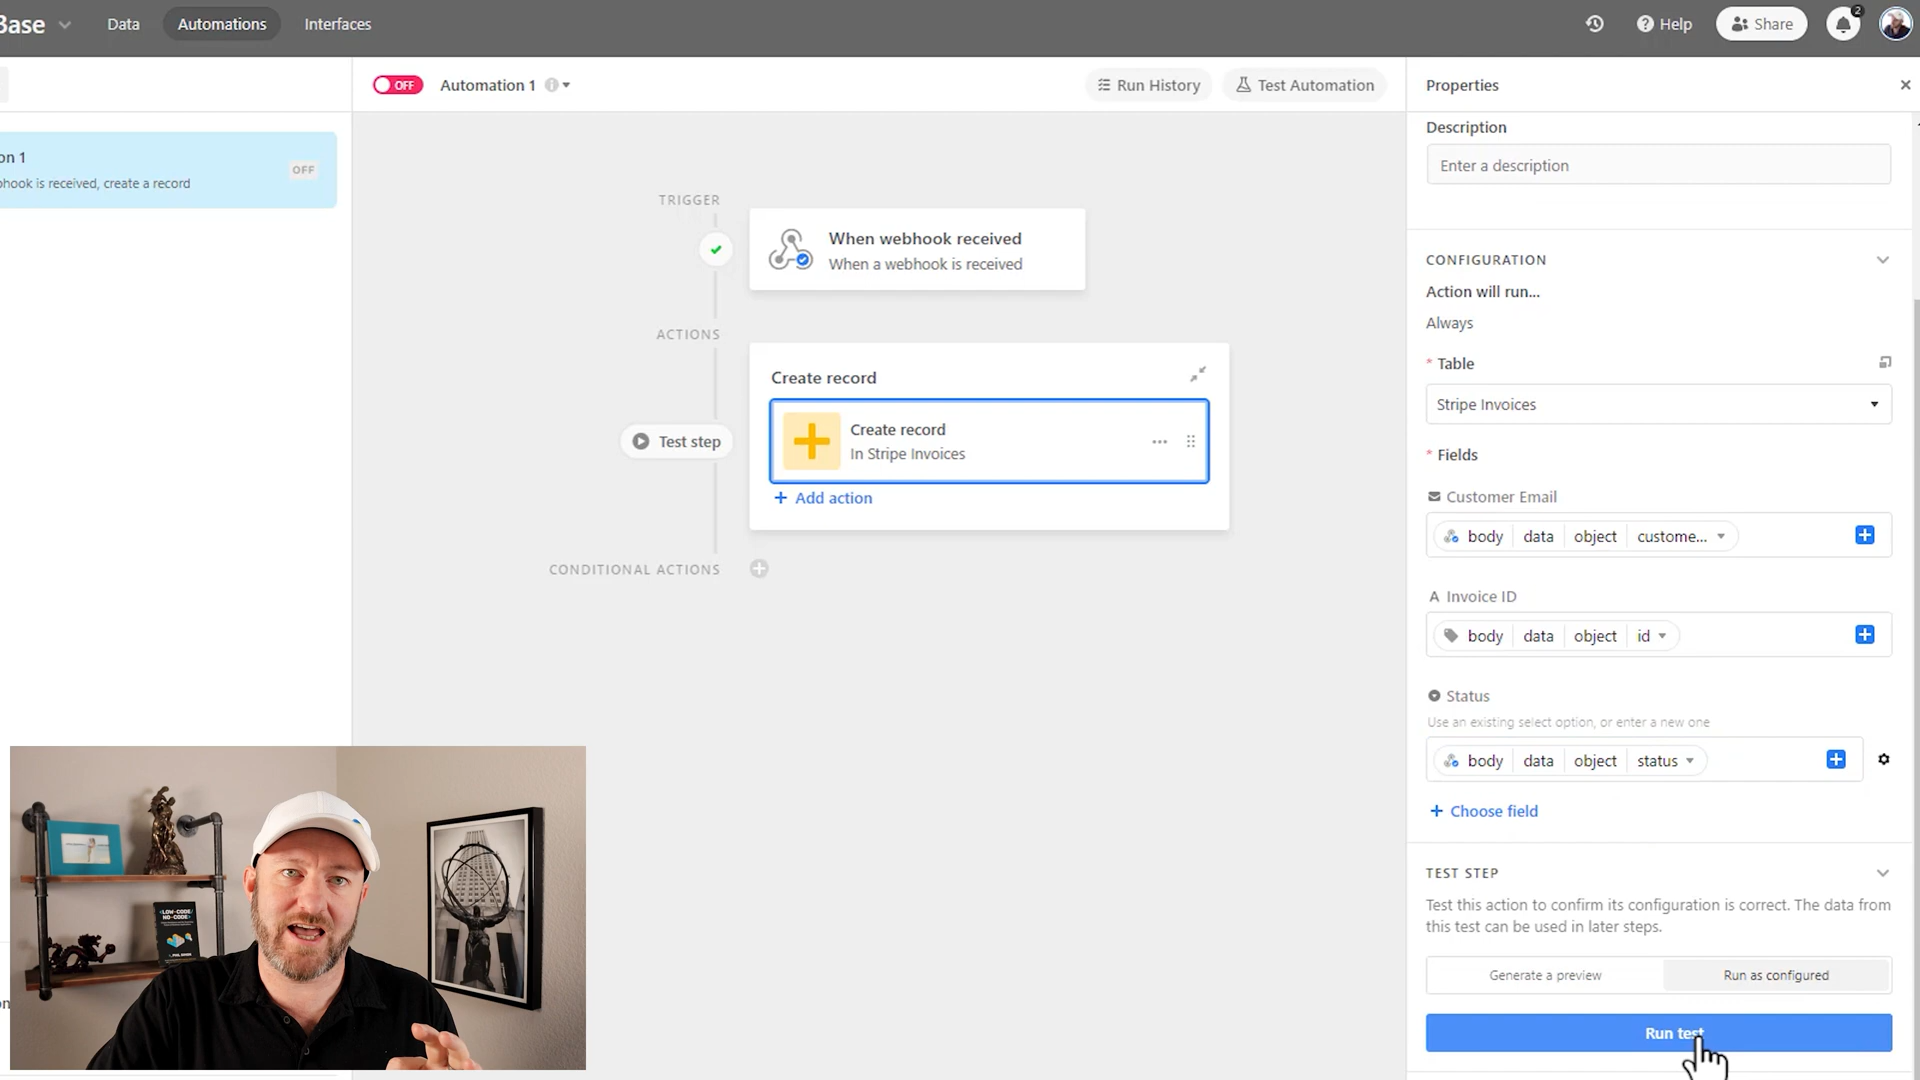 Base
Data
Automations
Interfaces
Help
Share
2
on 1
OFF
hook is received, create a record
OFF
Automation 1
Run History
Test Automation
TRIGGER
When webhook received
When a webhook is received
ACTIONS
Create record
Test step
Create record
In Stripe Invoices
+ Add action
CONDITIONAL ACTIONS
Properties
Description
Enter a description
CONFIGURATION
Action will run...
Always
* Table
Stripe Invoices
* Fields
Customer Email
body data object custome...
A Invoice ID
body data object id
Status
Use an existing select option, or enter a new one
body data object status
+ Choose field
TEST STEP
Test this action to confirm its configuration is correct. The data from
this test can be used in later steps.
Generate a preview
Run as configured
Run test
LOW-CODE/
NO-CODE
on